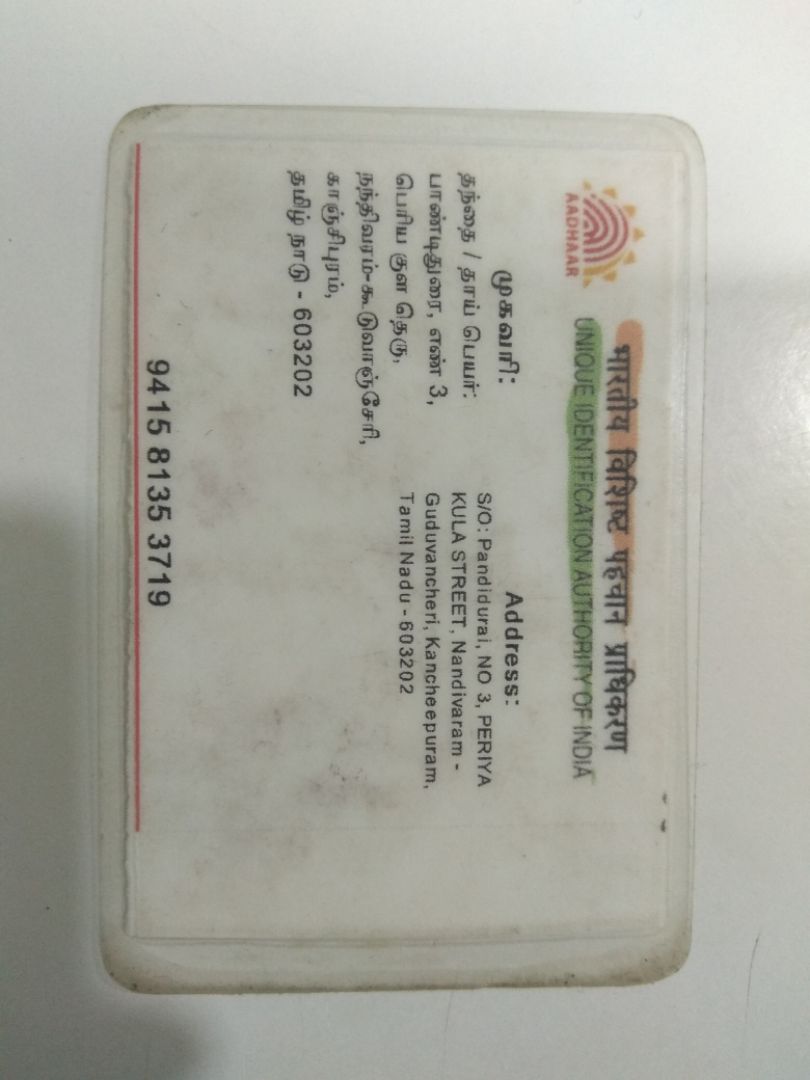 भारतीय विशिष्ट पहचान प्राधिकरण
UNIQUE IDENTIFICATION AUTHORITY OF INDIA
AADHAAR
முகவரி:
தந்தை / தாய் பெயர்:
பாண்டிதுரை, எண் 3,
பெரிய குள தெரு,
நந்திவரம்-கூடுவாஞ்சேரி,
காஞ்சிபுரம்,
தமிழ் நாடு - 603202
Address:
S/O: Pandidurai, NO 3, PERIYA
KULA STREET, Nandivaram -
Guduvancheri, Kancheepuram,
Tamil Nadu - 603202
9415 8135 3719